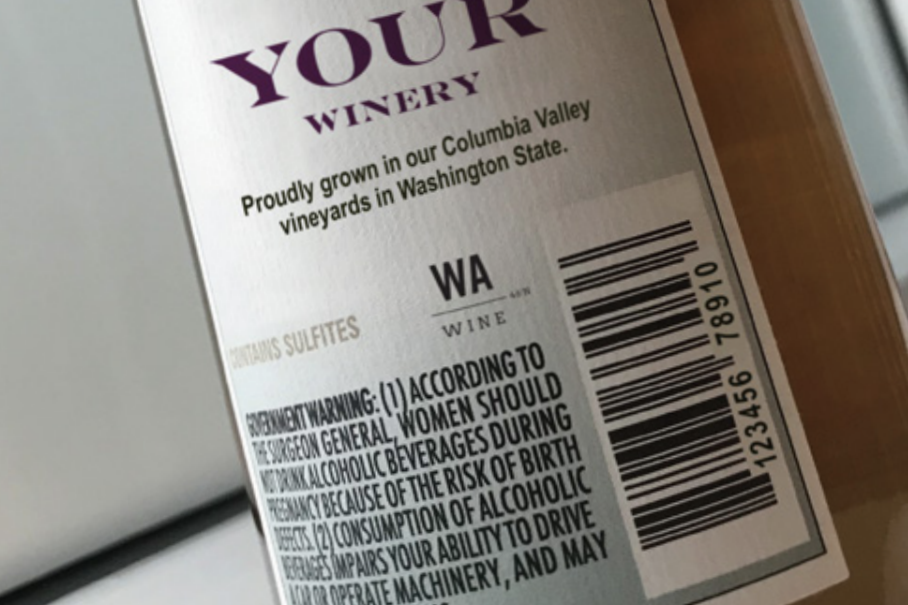 YOUR
WINERY
Proudly grown in our Columbia Valley
vineyards in Washington State.
WA
WINE
CONTAINS SULFITES
GOVERNMENT WARNING: (1) ACCORDING TO
THE SURGEON GENERAL, WOMEN SHOULD
NOT DRINK ALCOHOLIC BEVERAGES DURING
PREGNANCY BECAUSE OF THE RISK OF BIRTH
DEFECTS. (2) CONSUMPTION OF ALCOHOLIC
BEVERAGES IMPAIRS YOUR ABILITY TO DRIVE
A CAR OR OPERATE MACHINERY, AND MAY
123456 78910